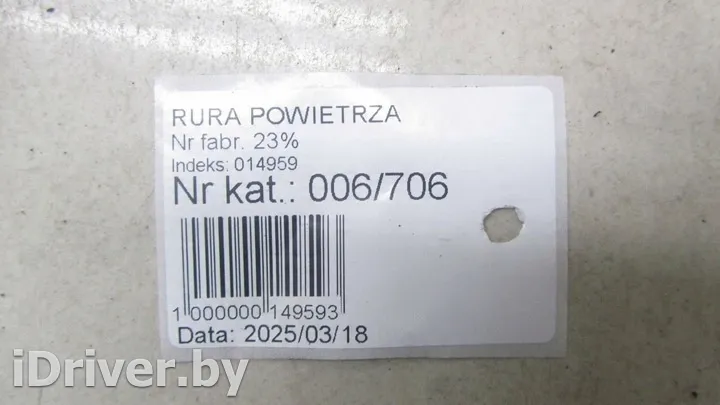 RURA POWIETRZA
Nr fabr. 23%
Indeks: 014959
Nr kat.: 006/706
1 000000 149593
Data: 2025/03/18
iDriver.by